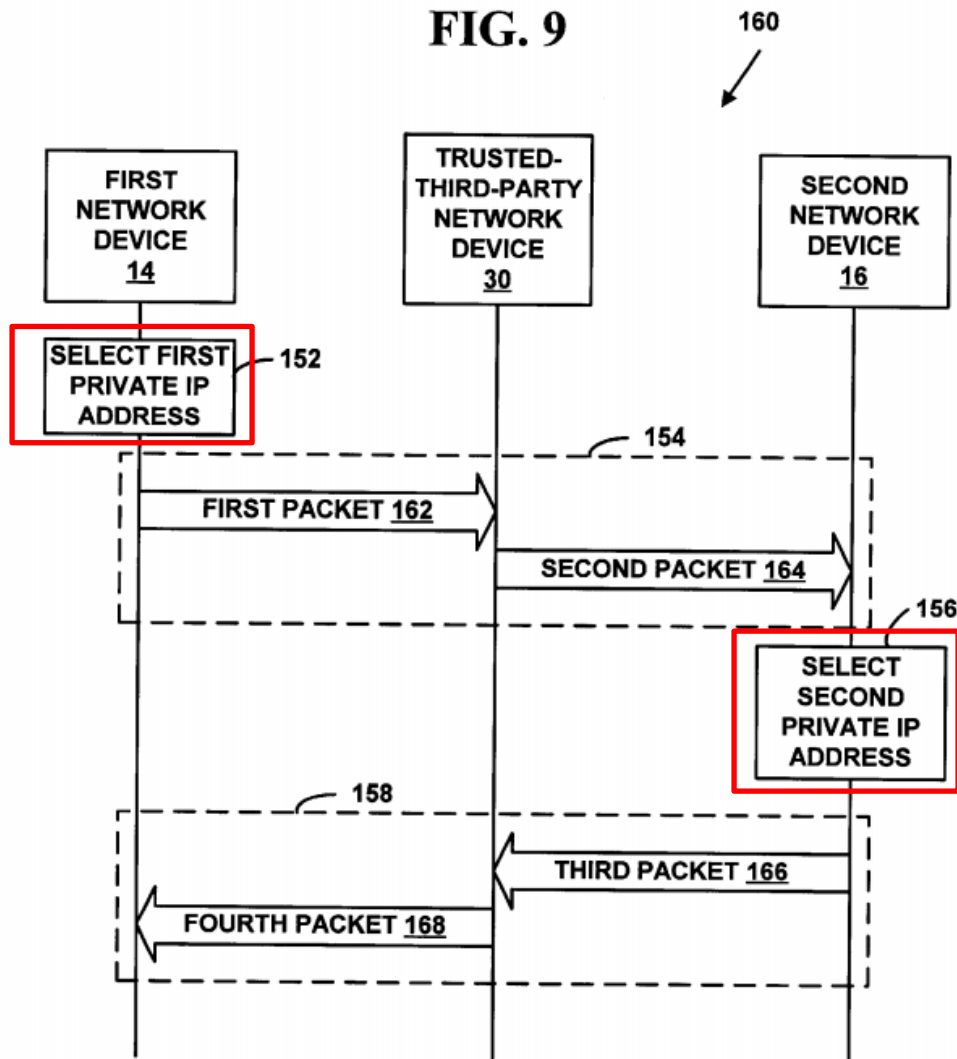 FIG. 9
160
FIRST
NETWORK
DEVICE
14
TRUSTED-
THIRD-PARTY
NETWORK
DEVICE
30
SECOND
NETWORK
DEVICE
16
SELECT FIRST
PRIVATE IP
ADDRESS
152
154
FIRST PACKET 162
SECOND PACKET 164
156
SELECT
SECOND
PRIVATE IP
ADDRESS
158
THIRD PACKET 166
FOURTH PACKET 168